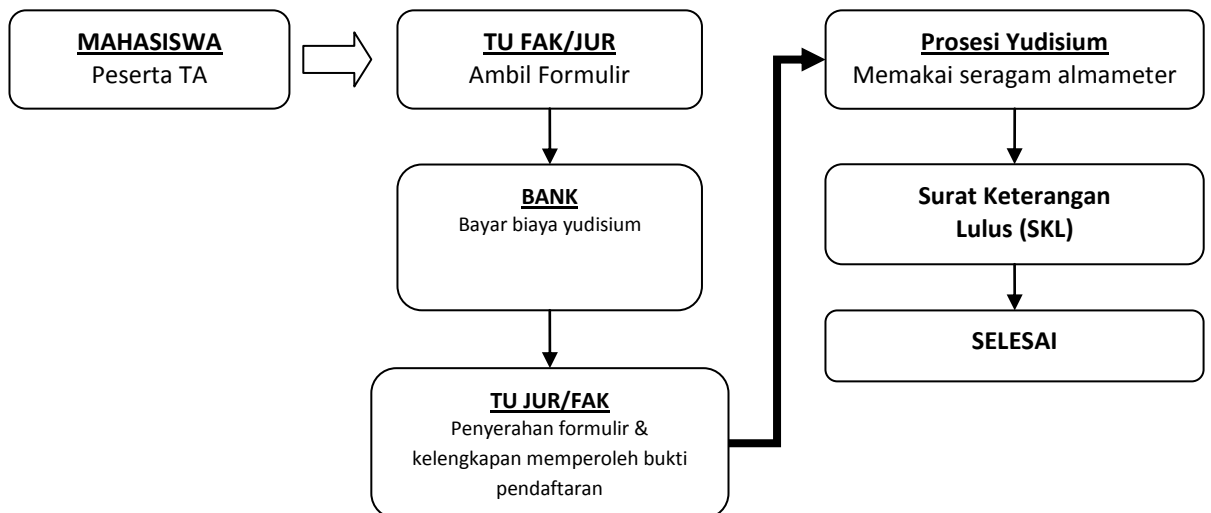 MAHASISWA
Peserta TA
TU FAK/JUR
Ambil Formulir
BANK
Bayar biaya yudisium
TU JUR/FAK
Penyerahan formulir &
kelengkapan memperoleh bukti
pendaftaran
Prosesi Yudisium
Memakai seragam almameter
Surat Keterangan
Lulus (SKL)
SELESAI